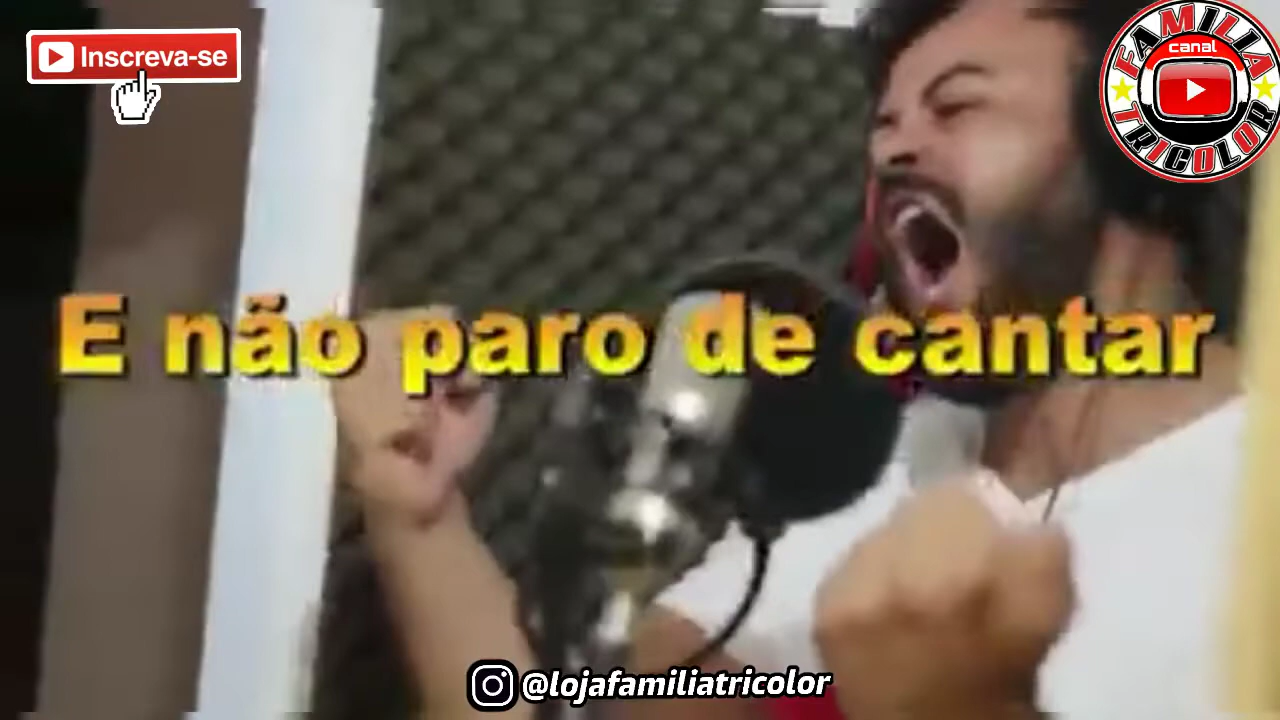 Inscreva-se
FAMILIA
canal
TRICOLOR
E não paro de cantar
@lojafamiliatricolor